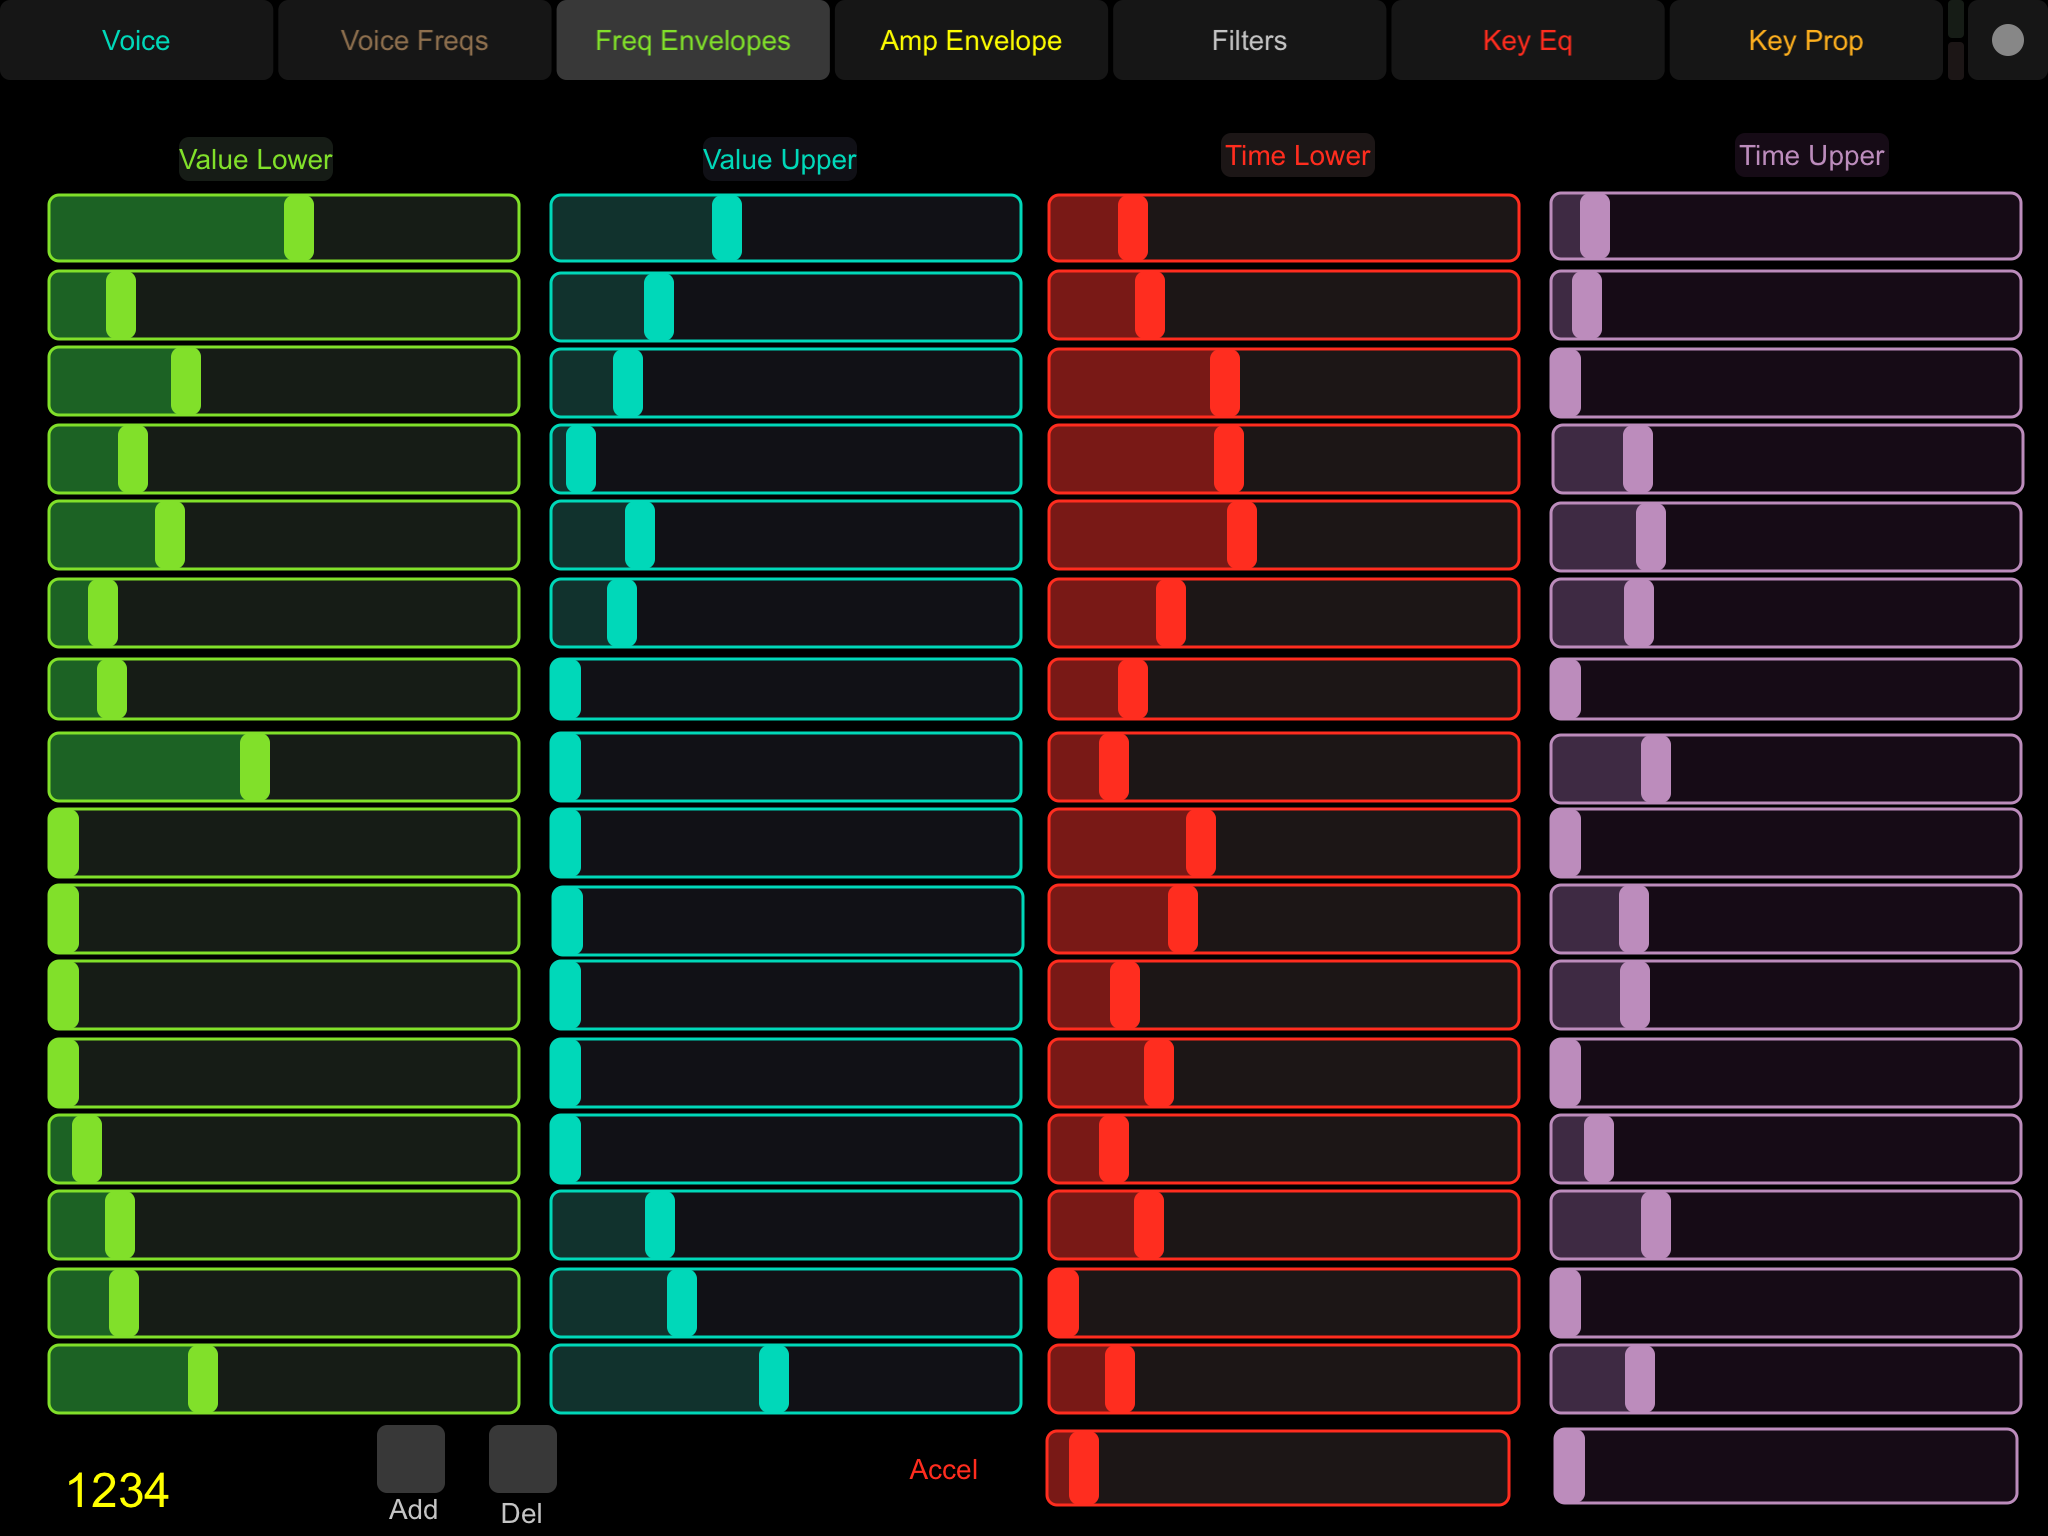 Voice
Voice Freqs
Freq Envelopes
Amp Envelope
Filters
Key Eq
Key Prop
Value Lower
Value Upper
Time Lower
Time Upper
1234
Add
Del
Accel